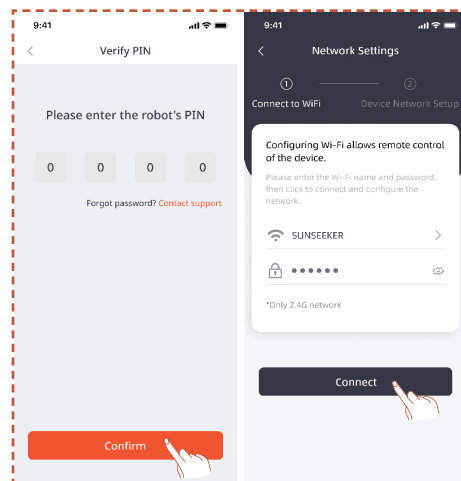 9:41
Verify PIN
Please enter the robot's PIN
0 0 0 0
Forgot password? Contact support
Confirm
9:41
Network Settings
1 2
Connect to WiFi Device Network Setup
Configuring Wi-Fi allows remote control
of the device.
Please enter the Wi-Fi name and password,
then click to connect and configure the
network.
SUNSEEKER
*Only 2.4G network
Connect